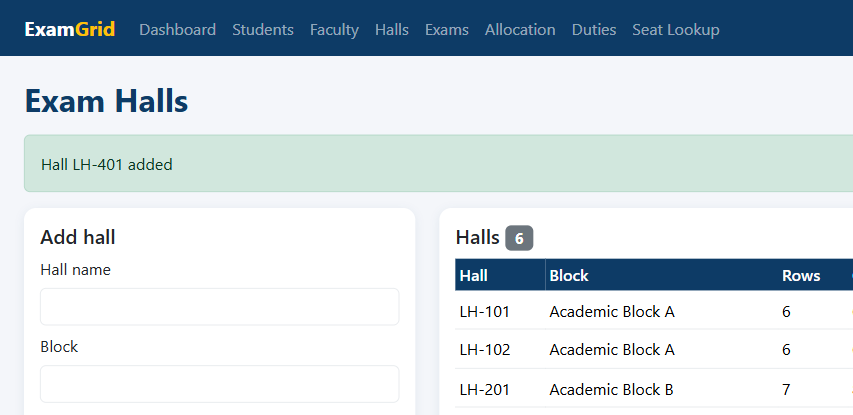 ExamGrid Dashboard Students Faculty Halls Exams Allocation Duties Seat Lookup
Exam Halls
Hall LH-401 added
Add hall
Hall name
Block
Halls 6
Hall Block Rows
LH-101 Academic Block A 6
LH-102 Academic Block A 6
LH-201 Academic Block B 7